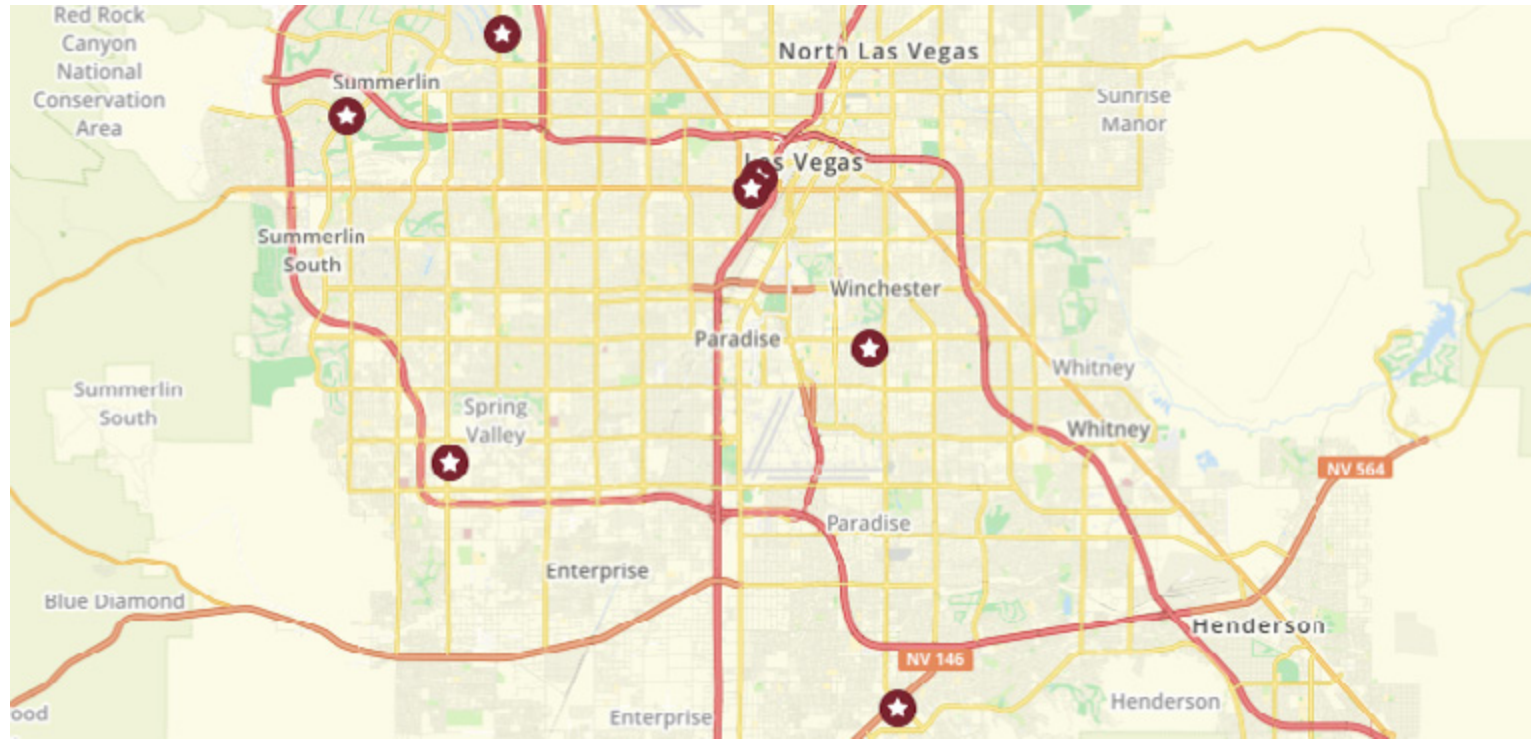 Red Rock
Canyon
National
Conservation
Area
North Las Vegas
Summerlin
Sunrise
Manor
Las Vegas
Summerlin
South
Winchester
Paradise
Whitney
Summerlin
South
Spring
Valley
Whitney
NV 564
Paradise
Enterprise
Blue Diamond
Henderson
NV 146
Henderson
ood
Enterprise